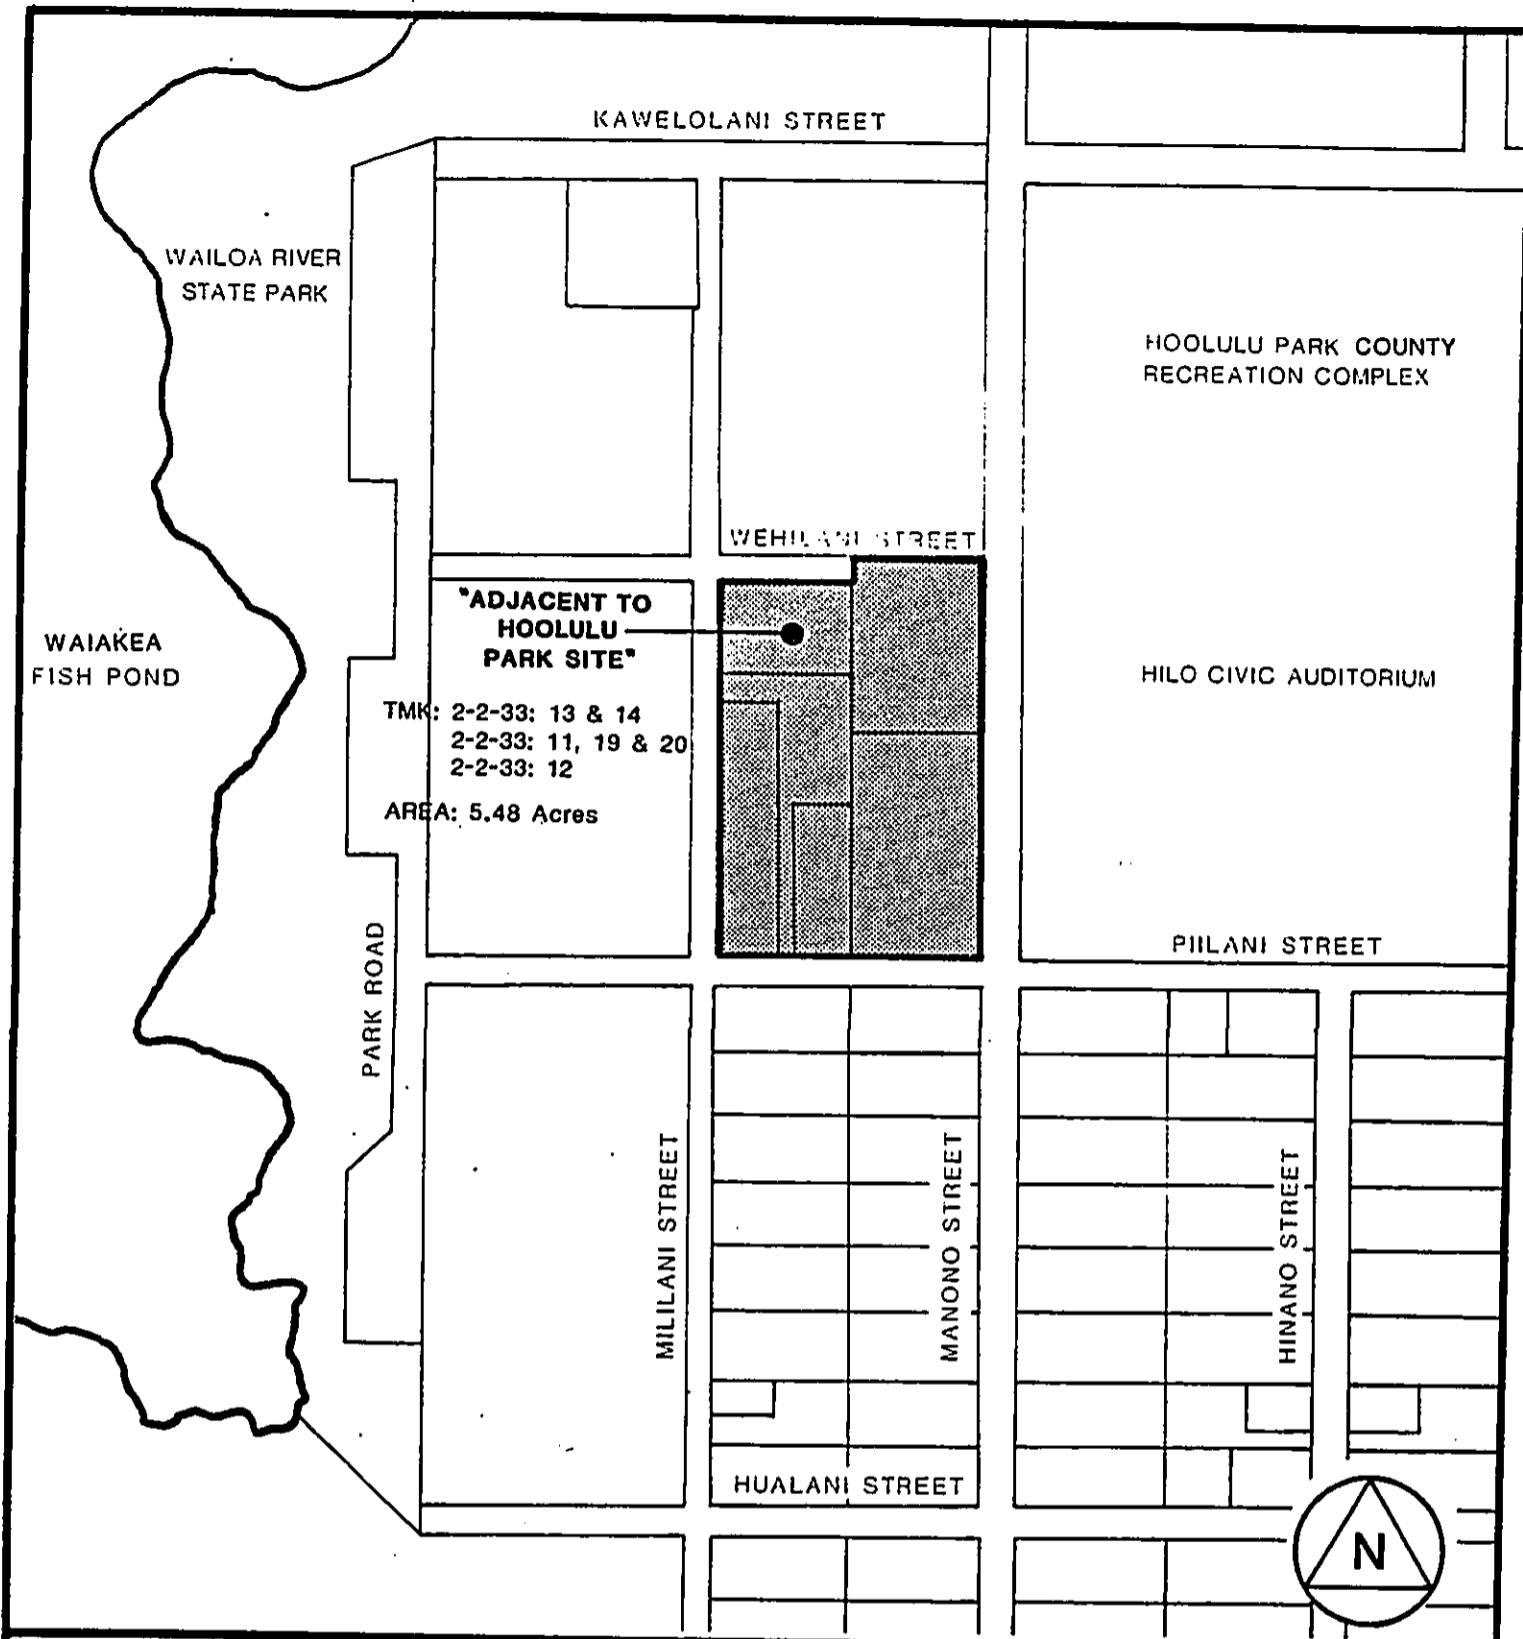 KAWELOLANI STREET
WAILOA RIVER
STATE PARK
HOOLULU PARK COUNTY
RECREATION COMPLEX
WEHILANI STREET
"ADJACENT TO
HOOLULU
PARK SITE"
WAIAKEA
FISH POND
HILO CIVIC AUDITORIUM
TMK: 2-2-33: 13 & 14
2-2-33: 11, 19 & 20
2-2-33: 12
AREA: 5.48 Acres
PARK ROAD
PIILANI STREET
MILILANI STREET
MANONO STREET
HINANO STREET
HUALANI STREET
N